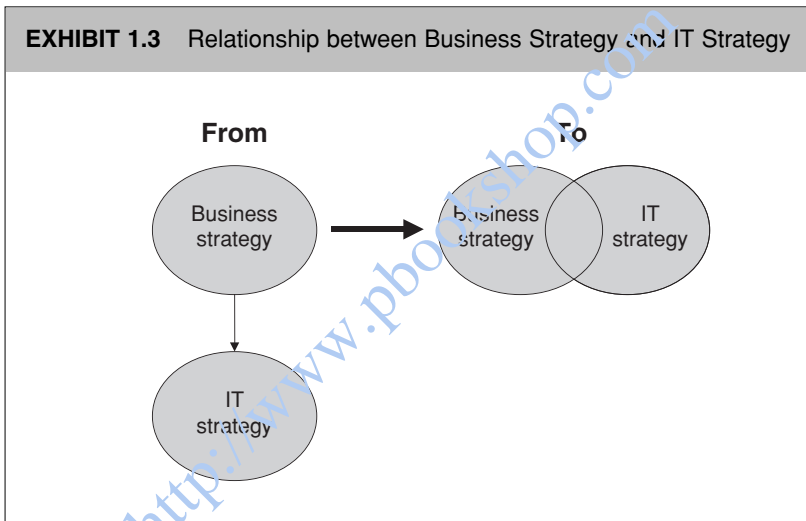 EXHIBIT 1.3 Relationship between Business Strategy and IT Strategy
From
To
Business
strategy
Business
strategy
IT
strategy
IT
strategy
http://www.pbookshop.com